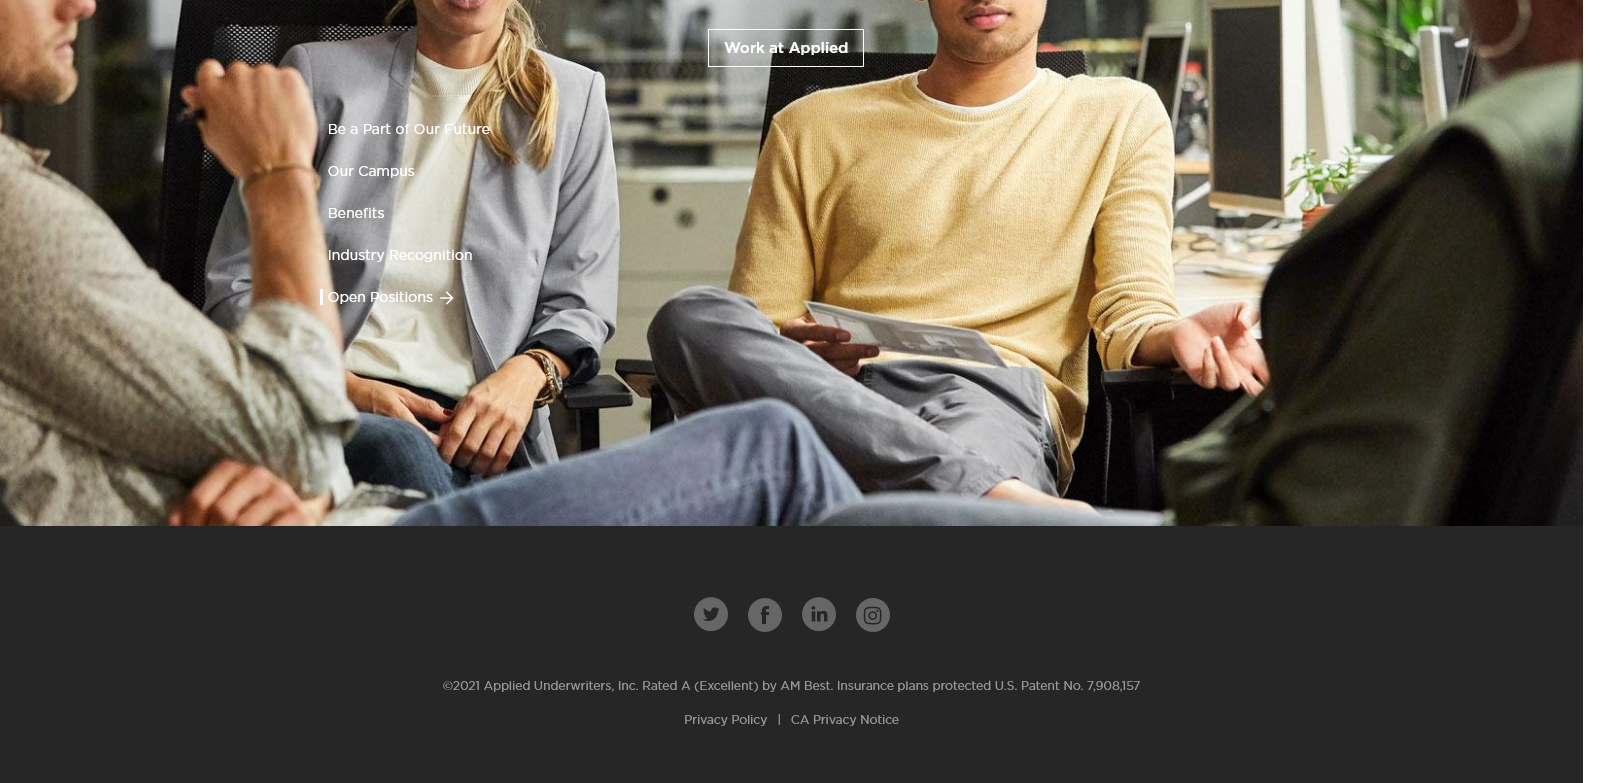 Work at Applied
Be a Part of Our Future
Our Campus
Benefits
Industry Recognition
Open Positions →
©2021 Applied Underwriters, Inc. Rated A (Excellent) by AM Best. Insurance plans protected U.S. Patent No. 7,908,157
Privacy Policy | CA Privacy Notice